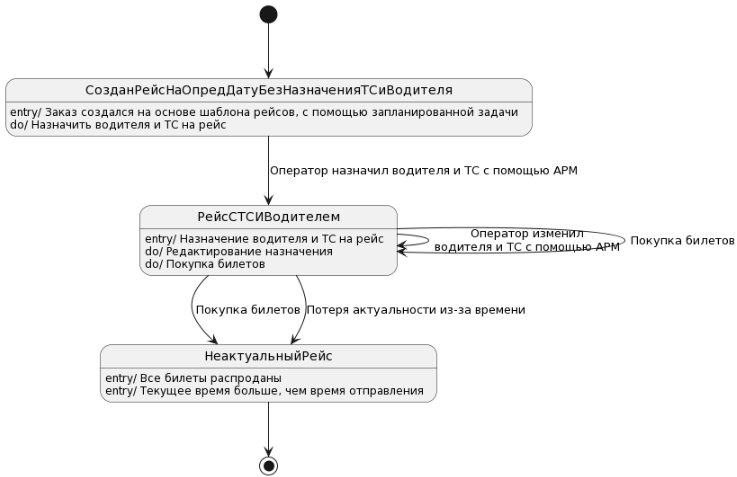 СозданРейсНаОпредДатуБезНазначенияТСиВодителя
entry/ Заказ создался на основе шаблона рейсов, с помощью запланированной задачи
do/ Назначить водителя и ТС на рейс
Оператор назначил водителя и ТС с помощью АРМ
РейсСТСИВодителем
entry/ Назначение водителя и ТС на рейс
do/ Редактирование назначения
do/ Покупка билетов
Оператор изменил
водителя и ТС с помощью АРМ
Покупка билетов
Покупка билетов
Потеря актуальности из-за времени
НеактуальныйРейс
entry/ Все билеты распроданы
entry/ Текущее время больше, чем время отправления